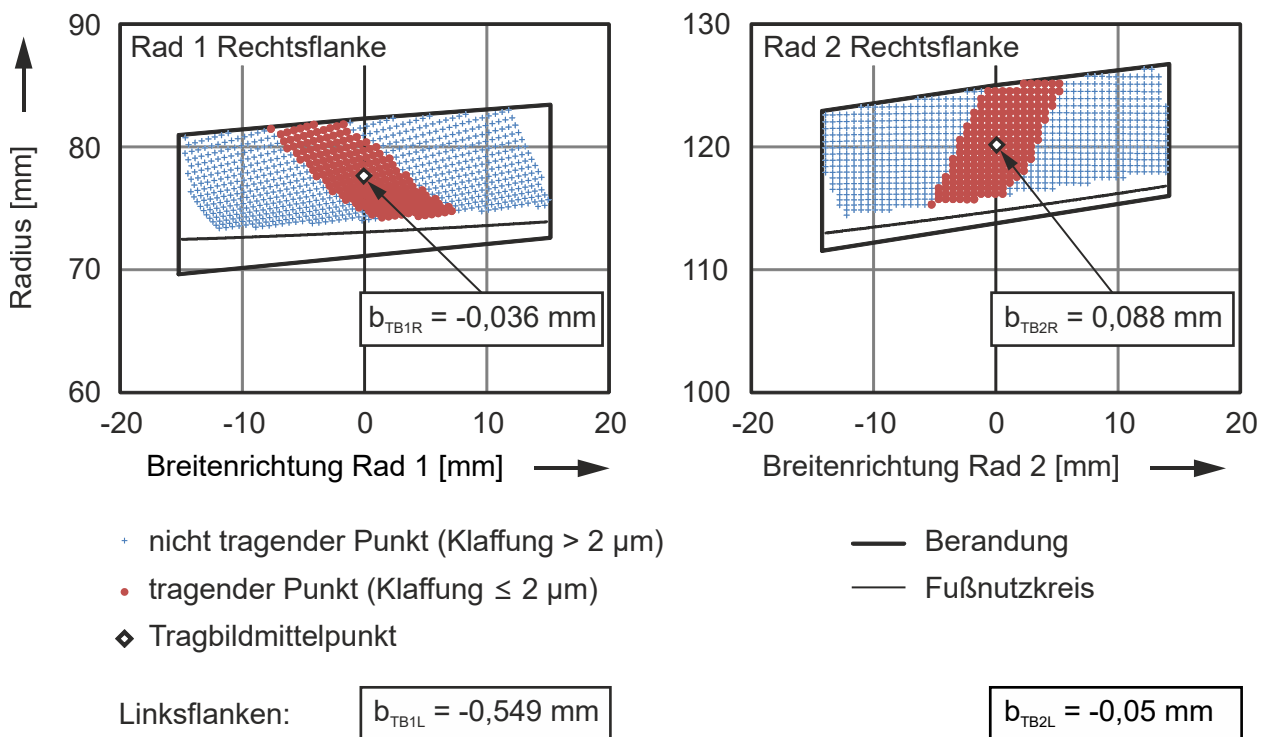 Rad 1 Rechtsflanke
Radius [mm]
90
80
70
60
-20 -10 0 10 20
Breitenrichtung Rad 1 [mm]
b_TB1R = -0,036 mm
Rad 2 Rechtsflanke
130
120
110
100
-20 -10 0 10 20
Breitenrichtung Rad 2 [mm]
b_TB2R = 0,088 mm
nicht tragender Punkt (Klaffung > 2 µm)
tragender Punkt (Klaffung ≤ 2 µm)
Tragbildmittelpunkt
Berandung
Fußnutzkreis
Linksflanken:
b_TB1L = -0,549 mm
b_TB2L = -0,05 mm